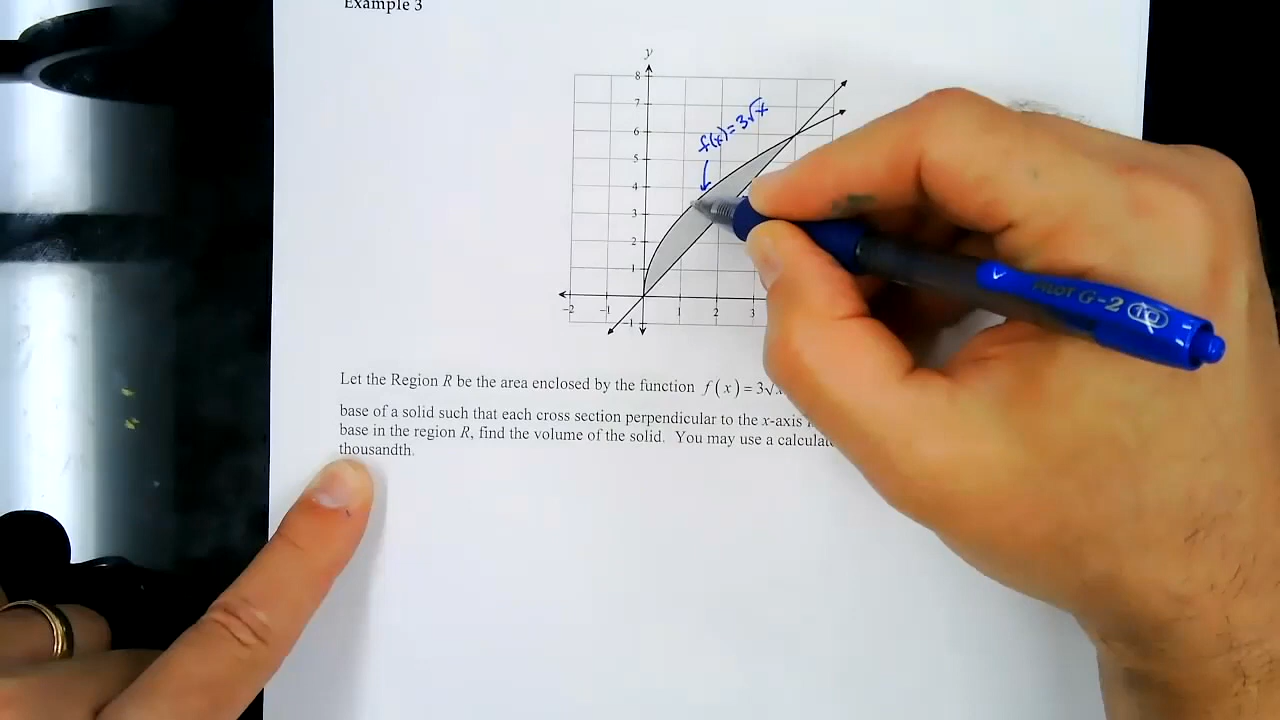 Example 3
y
8
7
6
5
4
3
2
1
-2 -1 1 2 3
-1
f(x)=3√x
Let the Region R be the area enclosed by the function f(x)=3√
base of a solid such that each cross section perpendicular to the x-axis
base in the region R, find the volume of the solid. You may use a
thousandth.
PILOT G-2 10